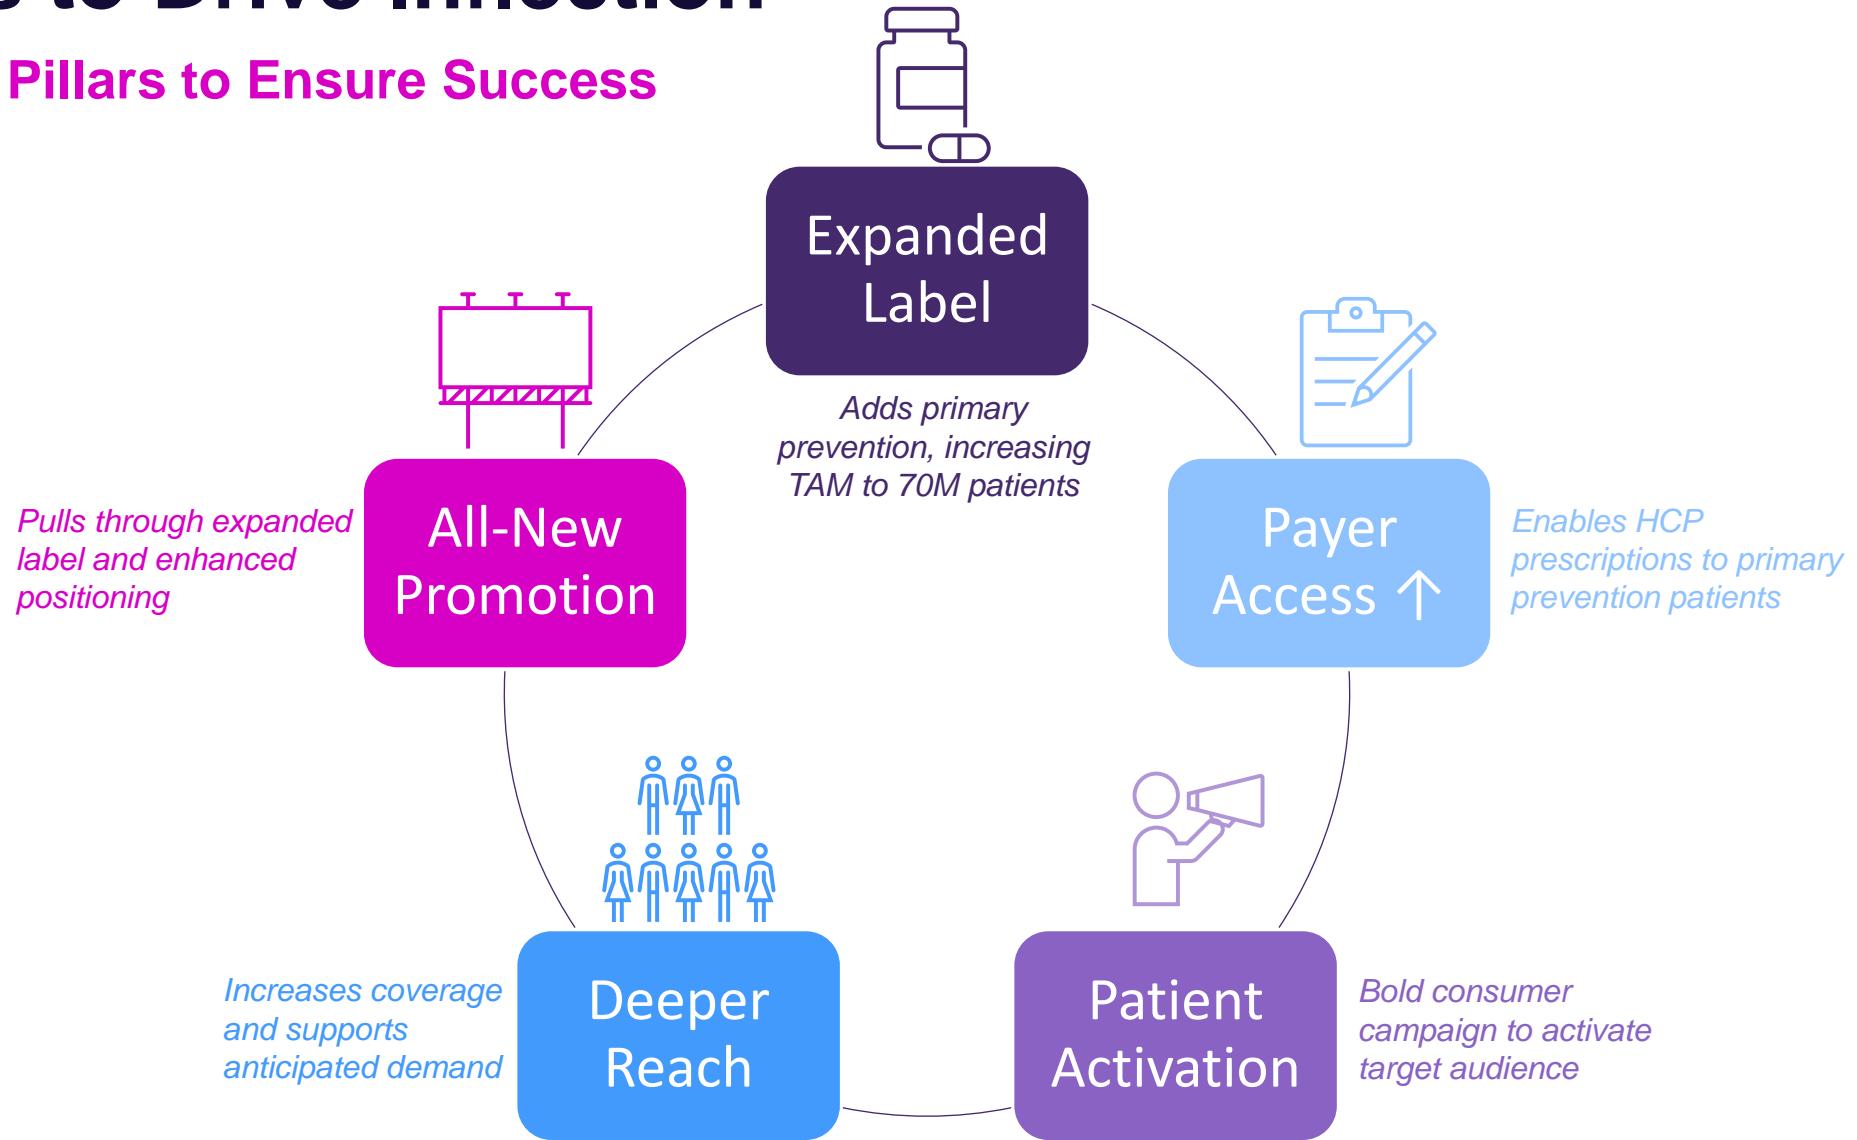 to Drive
Pillars to Ensure Success
Expanded
Label
Adds primary
prevention, increasing
TAM to 70M patients
Payer
Access ↑
Enables HCP
prescriptions to primary
prevention patients
Patient
Activation
Bold consumer
campaign to activate
target audience
Deeper
Reach
Increases coverage
and supports
anticipated demand
All-New
Promotion
Pulls through expanded
label and enhanced
positioning